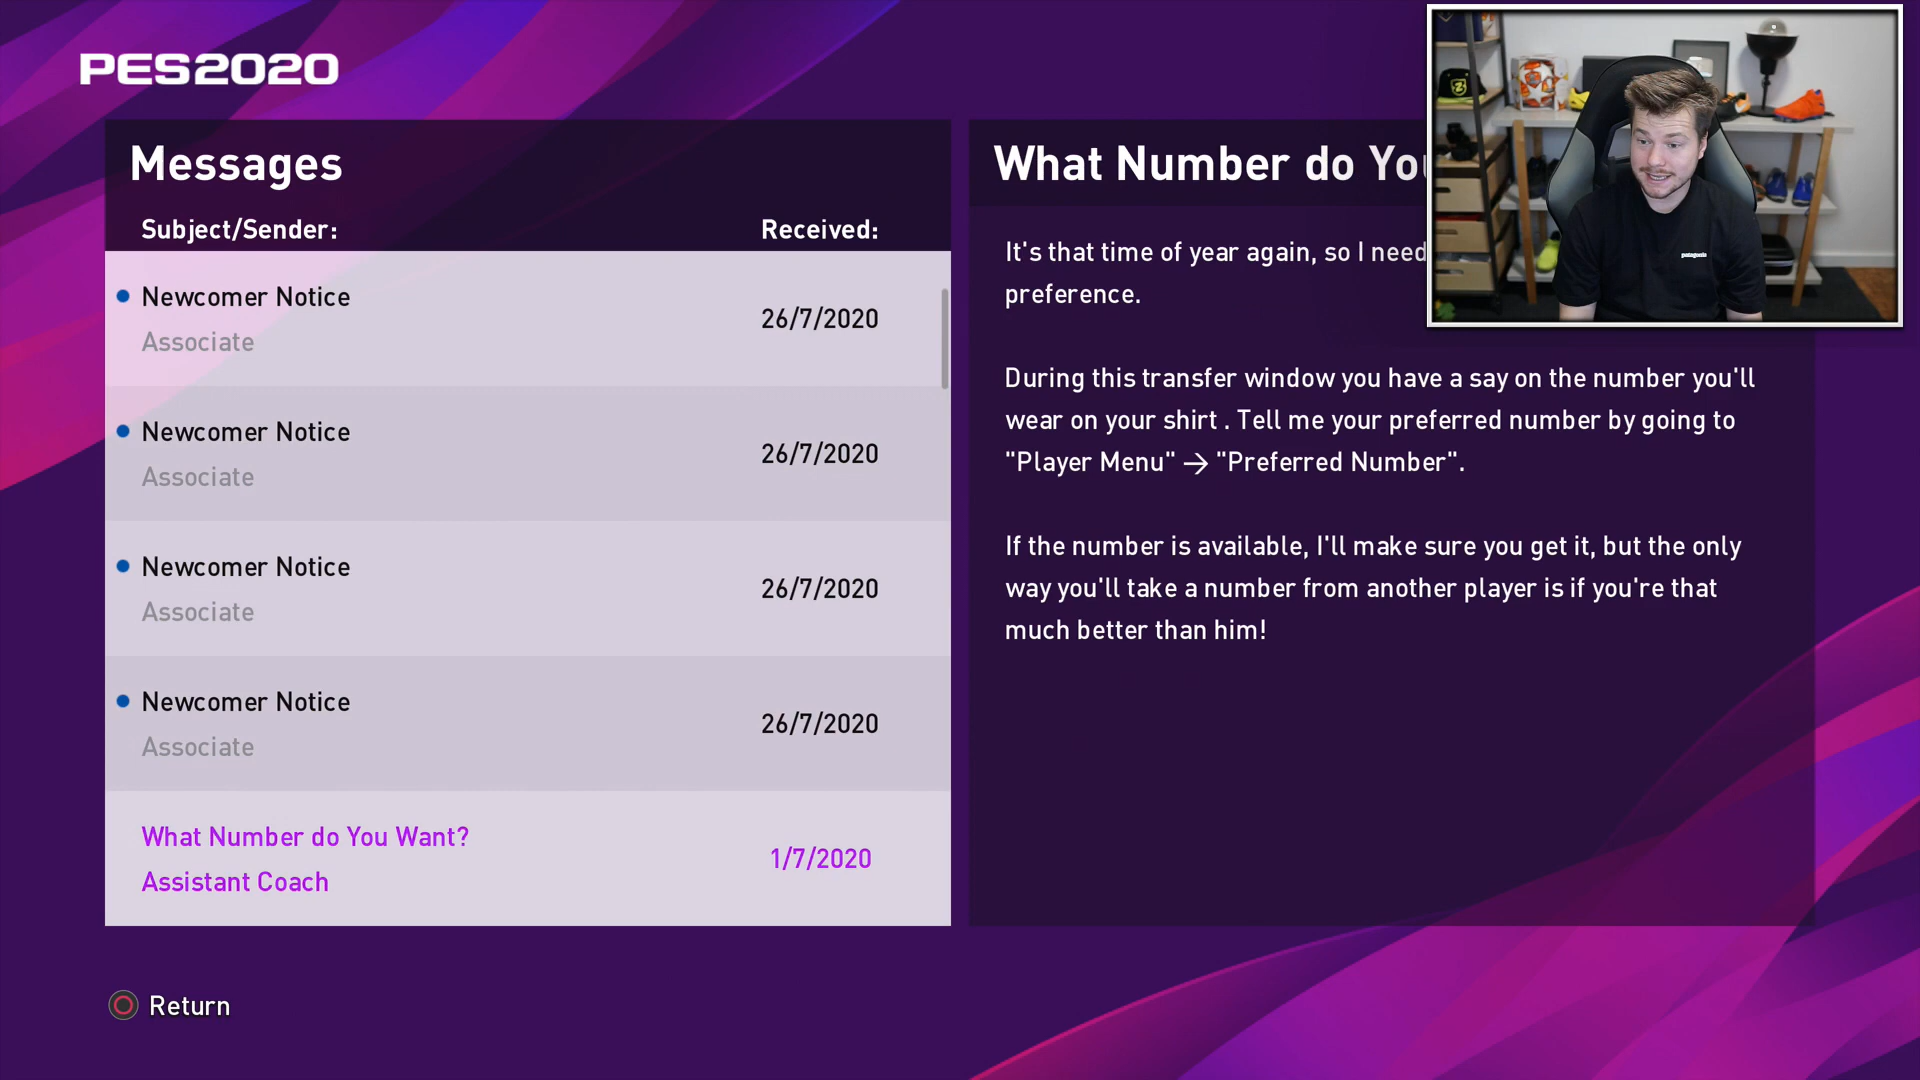 PES2020
Messages
Subject/Sender:
Received:
Newcomer Notice
Associate
26/7/2020
Newcomer Notice
Associate
26/7/2020
Newcomer Notice
Associate
26/7/2020
Newcomer Notice
Associate
26/7/2020
What Number do You Want?
Assistant Coach
1/7/2020
What Number do You
It's that time of year again, so I need
preference.
During this transfer window you have a say on the number you'll
wear on your shirt . Tell me your preferred number by going to
"Player Menu" → "Preferred Number".
If the number is available, I'll make sure you get it, but the only
way you'll take a number from another player is if you're that
much better than him!
patagonia
Return